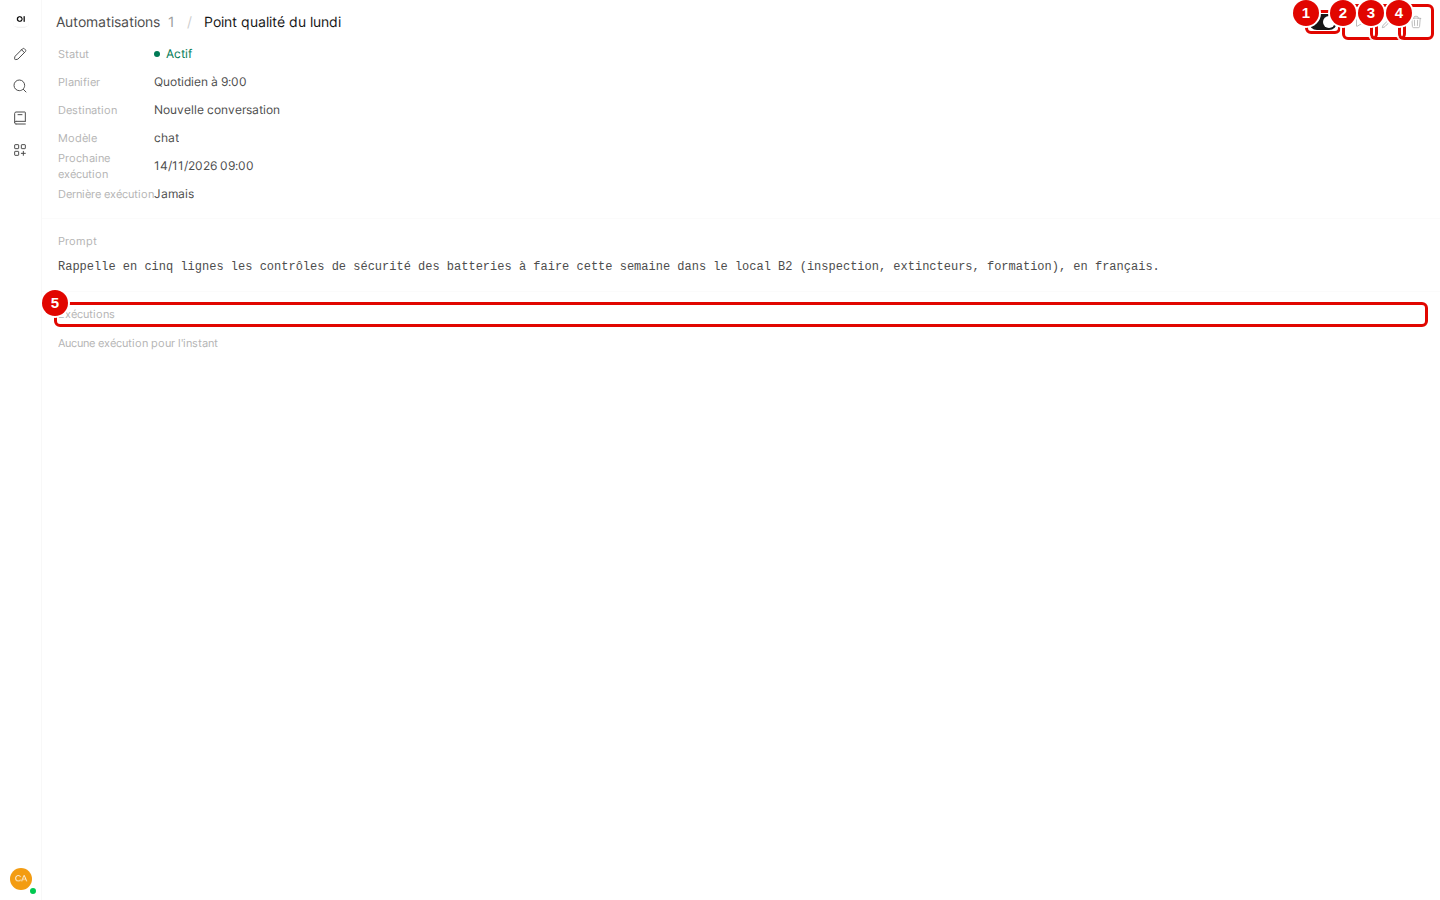 OI
Automatisations 1 / Point qualité du lundi
1 2 3 4
Statut Actif
Planifier Quotidien à 9:00
Destination Nouvelle conversation
Modèle chat
Prochaine exécution 14/11/2026 09:00
Dernière exécution Jamais
Prompt
Rappelle en cinq lignes les contrôles de sécurité des batteries à faire cette semaine dans le local B2 (inspection, extincteurs, formation), en français.
5
Exécutions
Aucune exécution pour l'instant
CA